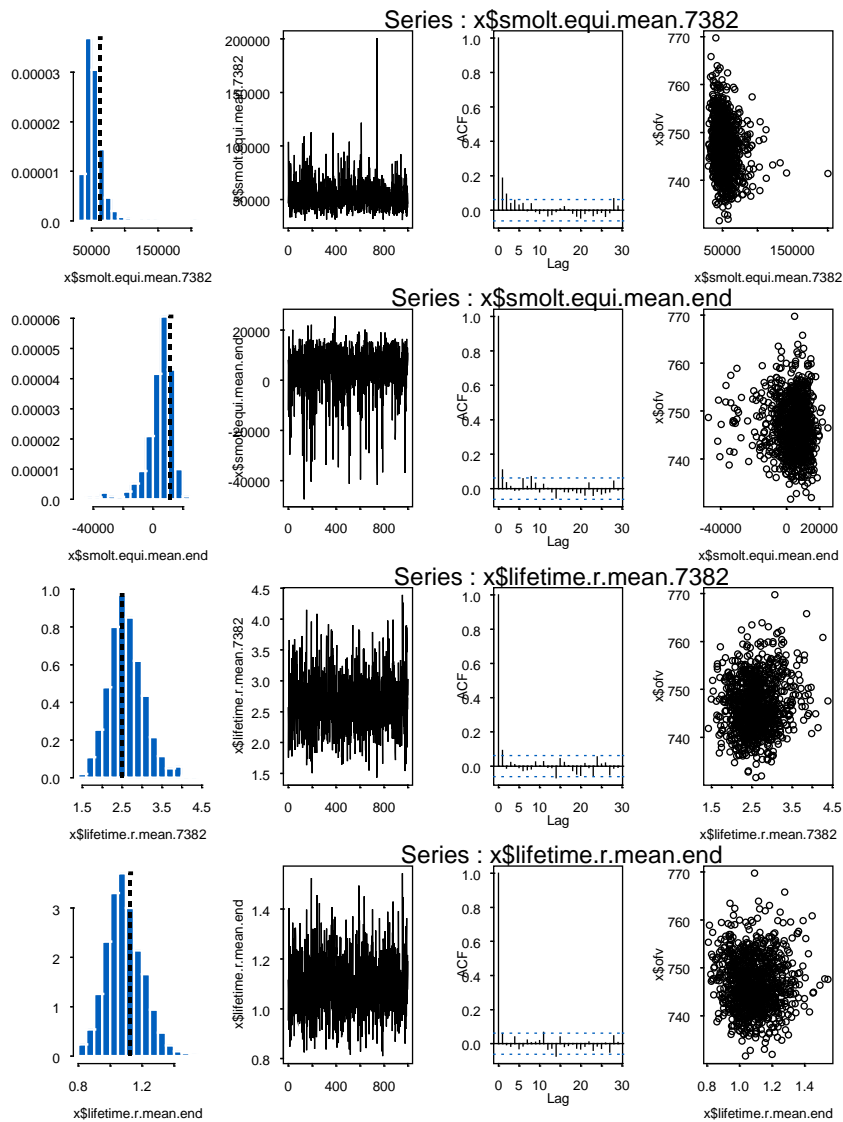 Series : x$smolt.equi.mean.7382
0.00003
0.00002
0.00001
0.0
50000 150000
x$smolt.equi.mean.7382
200000
150000
100000
50000
x$smolt.equi.mean.7382
0 400 800
1.0
0.8
0.6
0.4
0.2
0.0
ACF
0 5 10 20 30
Lag
770
760
750
740
x$ofv
50000 150000
x$smolt.equi.mean.7382
Series : x$smolt.equi.mean.end
0.00006
0.00005
0.00004
0.00003
0.00002
0.00001
0.0
-40000 0
x$smolt.equi.mean.end
20000
0
-20000
-40000
x$smolt.equi.mean.end
0 400 800
1.0
0.8
0.6
0.4
0.2
0.0
ACF
0 5 10 20 30
Lag
770
760
750
740
x$ofv
-40000 0 20000
x$smolt.equi.mean.end
Series : x$lifetime.r.mean.7382
1.0
0.8
0.6
0.4
0.2
0.0
1.5 2.5 3.5 4.5
x$lifetime.r.mean.7382
4.5
4.0
3.5
3.0
2.5
2.0
1.5
x$lifetime.r.mean.7382
0 400 800
1.0
0.8
0.6
0.4
0.2
0.0
ACF
0 5 10 20 30
Lag
770
760
750
740
x$ofv
1.5 2.5 3.5 4.5
x$lifetime.r.mean.7382
Series : x$lifetime.r.mean.end
3
2
1
0
0.8 1.2
x$lifetime.r.mean.end
1.4
1.2
1.0
0.8
x$lifetime.r.mean.end
0 400 800
1.0
0.8
0.6
0.4
0.2
0.0
ACF
0 5 10 20 30
Lag
770
760
750
740
x$ofv
0.8 1.0 1.2 1.4
x$lifetime.r.mean.end